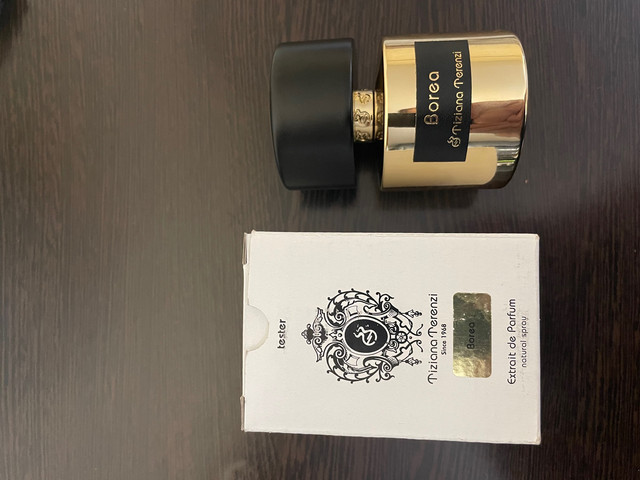 Borea
Tiziana Terenzi
tester
Tiziana Terenzi
Since 1968
Borea
Extrait de Parfum
natural spray